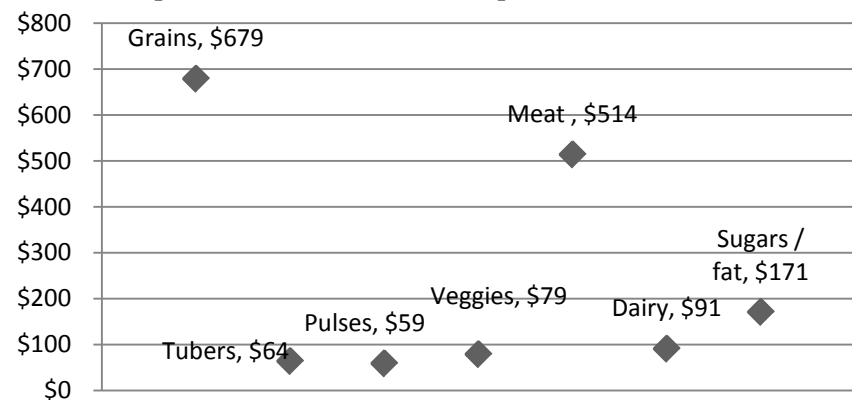 $800
$700
$600
$500
$400
$300
$200
$100
$0
Grains, $679
Tubers, $64
Pulses, $59
Veggies, $79
Meat , $514
Dairy, $91
Sugars /
fat, $171